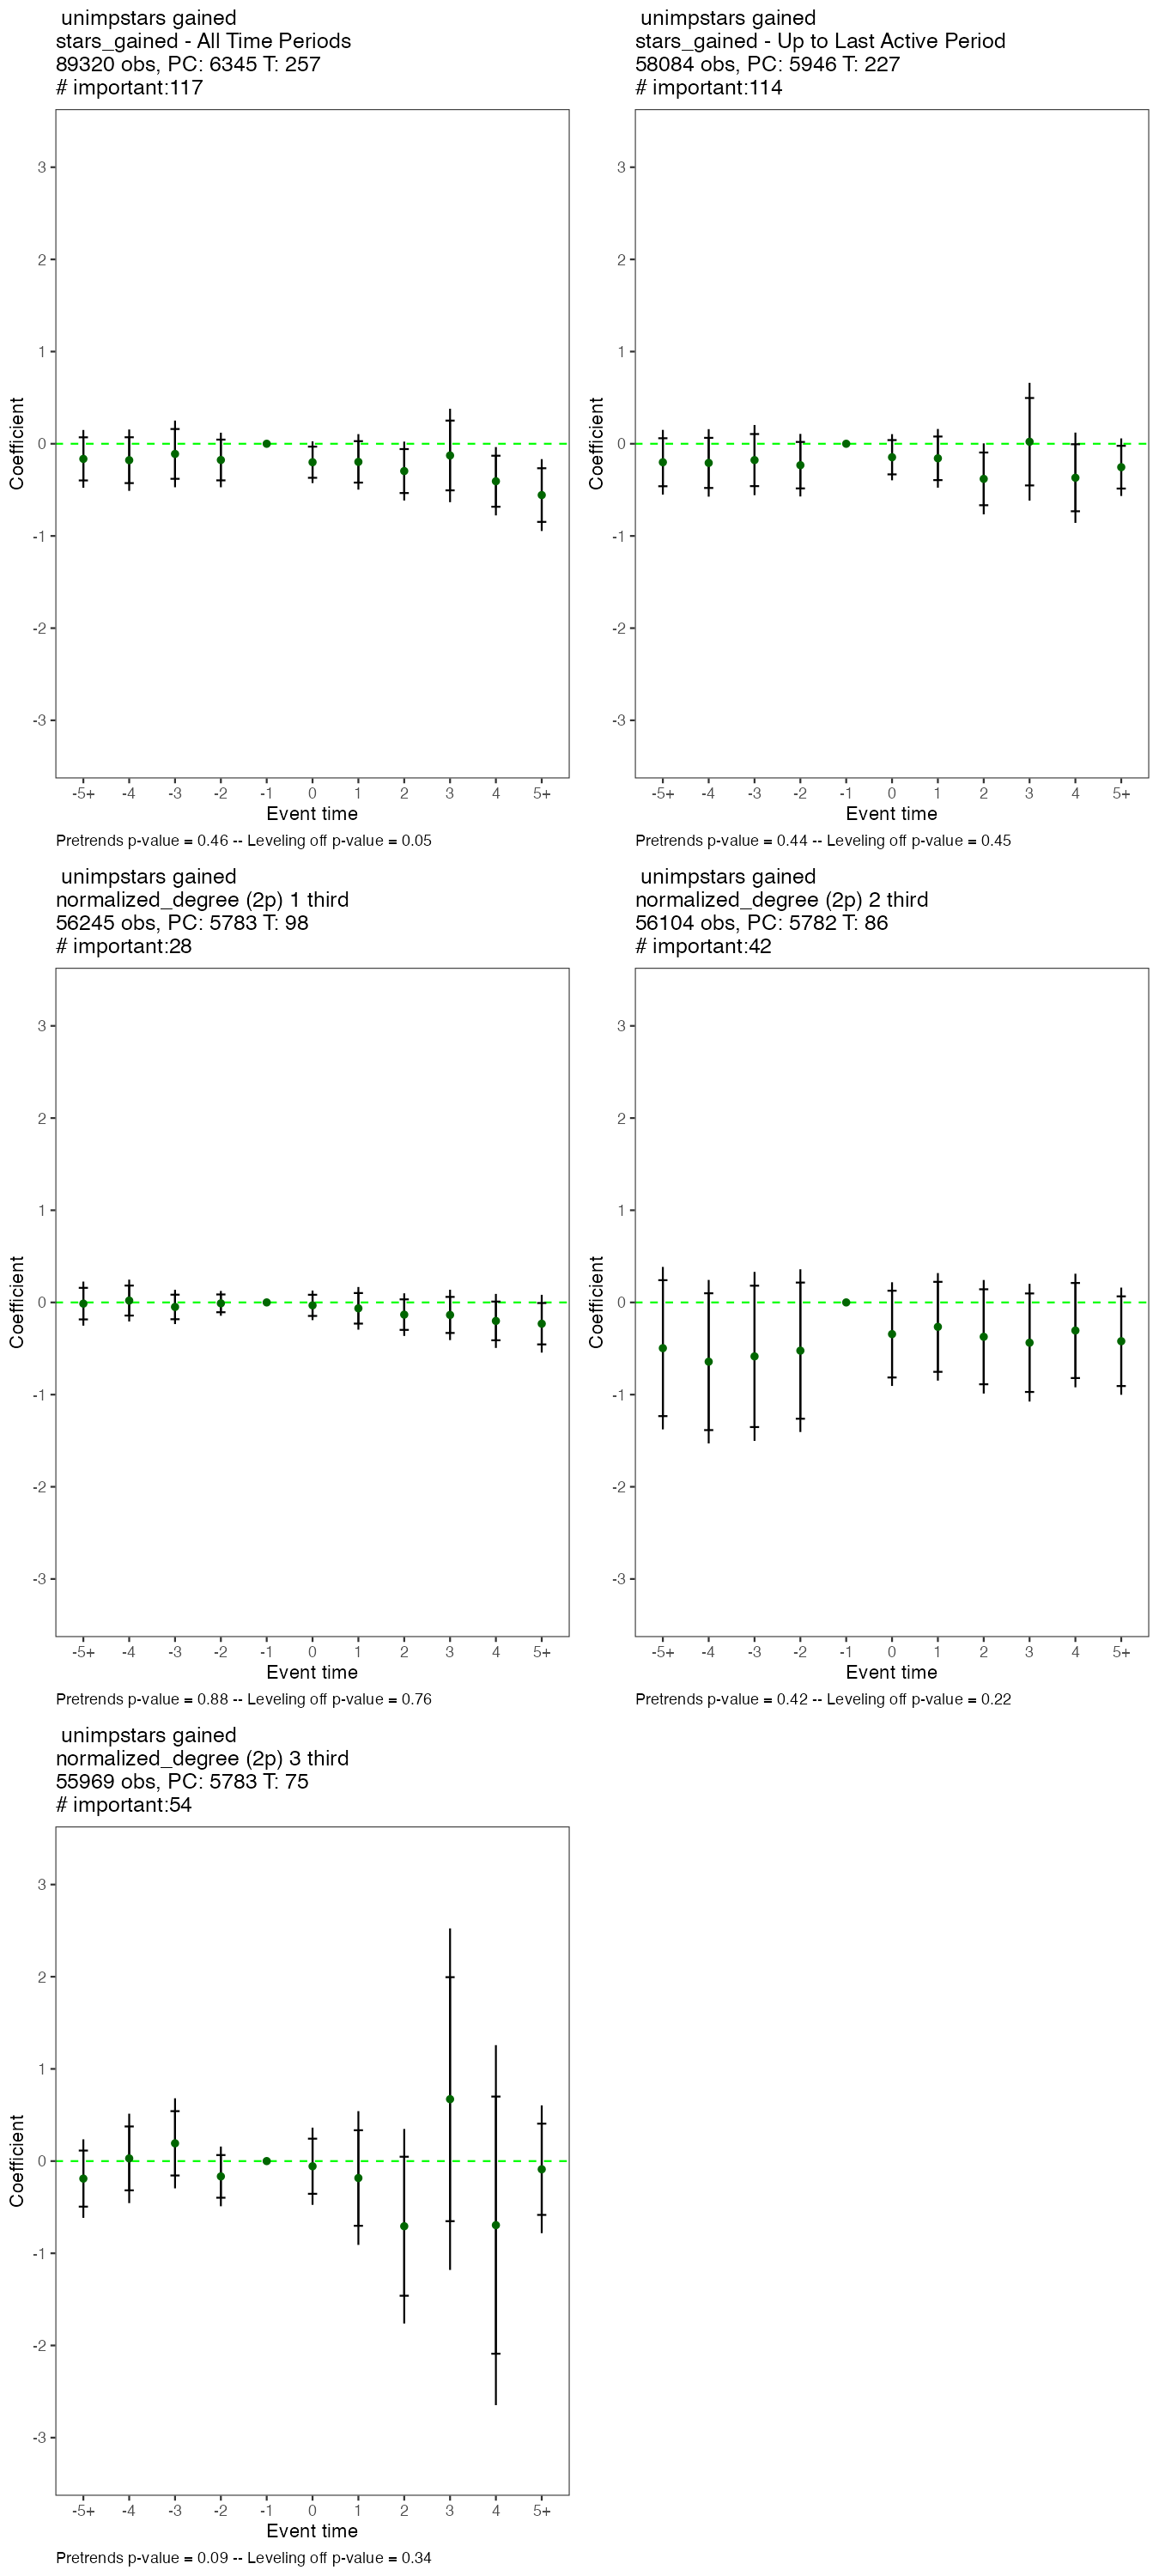 unimpstars gained
stars_gained - All Time Periods
89320 obs, PC: 6345 T: 257
# important:117
3
2
1
0
-1
-2
-3
Coefficient
-5+ -4 -3 -2 -1 0 1 2 3 4 5+
Event time
Pretrends p-value = 0.46 -- Leveling off p-value = 0.05
unimpstars gained
stars_gained - Up to Last Active Period
58084 obs, PC: 5946 T: 227
# important:114
3
2
1
0
-1
-2
-3
Coefficient
-5+ -4 -3 -2 -1 0 1 2 3 4 5+
Event time
Pretrends p-value = 0.44 -- Leveling off p-value = 0.45
unimpstars gained
normalized_degree (2p) 1 third
56245 obs, PC: 5783 T: 98
# important:28
3
2
1
0
-1
-2
-3
Coefficient
-5+ -4 -3 -2 -1 0 1 2 3 4 5+
Event time
Pretrends p-value = 0.88 -- Leveling off p-value = 0.76
unimpstars gained
normalized_degree (2p) 2 third
56104 obs, PC: 5782 T: 86
# important:42
3
2
1
0
-1
-2
-3
Coefficient
-5+ -4 -3 -2 -1 0 1 2 3 4 5+
Event time
Pretrends p-value = 0.42 -- Leveling off p-value = 0.22
unimpstars gained
normalized_degree (2p) 3 third
55969 obs, PC: 5783 T: 75
# important:54
3
2
1
0
-1
-2
-3
Coefficient
-5+ -4 -3 -2 -1 0 1 2 3 4 5+
Event time
Pretrends p-value = 0.09 -- Leveling off p-value = 0.34